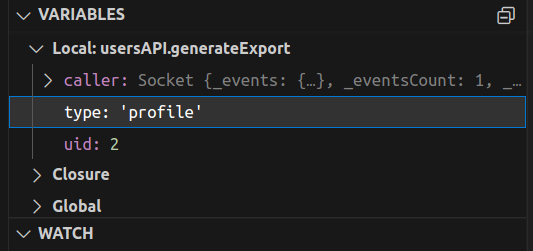 VARIABLES
Local: usersAPI.generateExport
caller: Socket {_events: {…}, _eventsCount: 1, _…
type: 'profile'
uid: 2
Closure
Global
WATCH